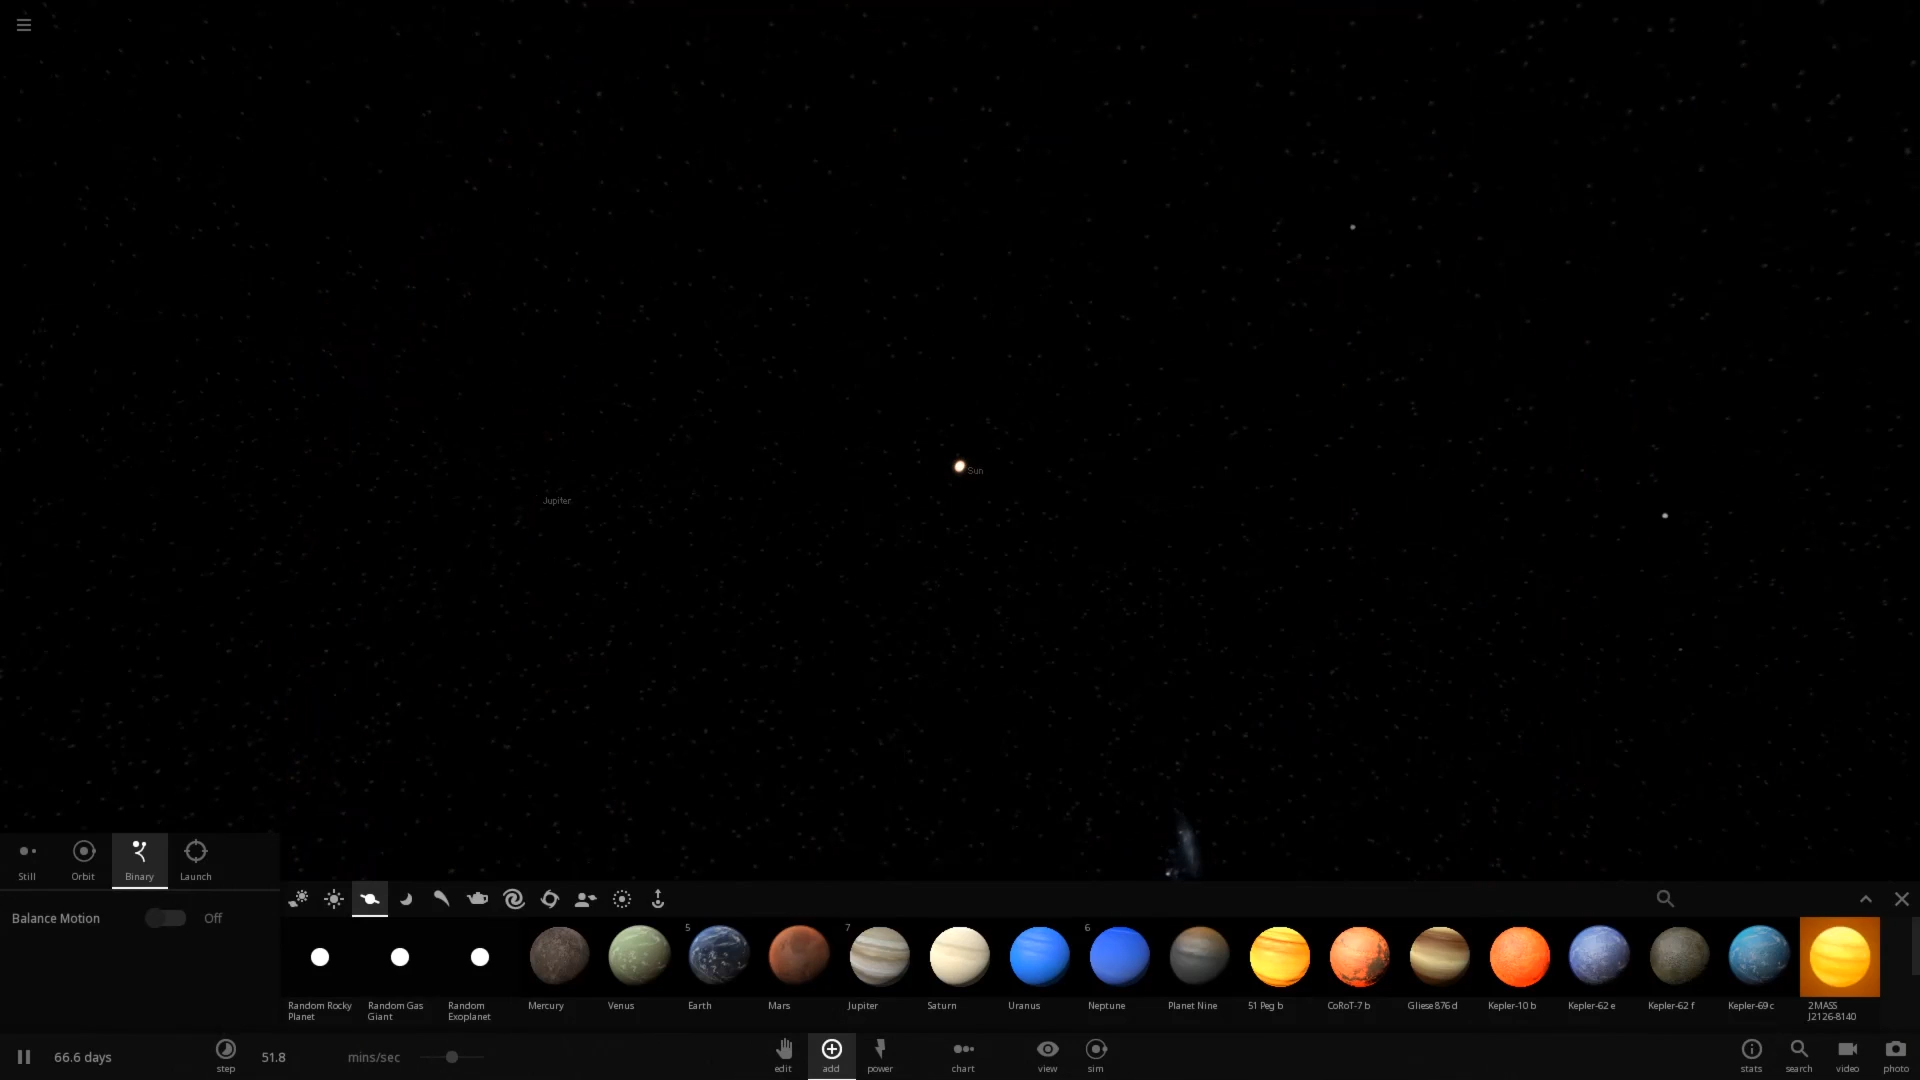 Sun
Jupiter
Still
Orbit
Binary
Launch
Balance Motion
Off
5
7
6
Random Rocky
Planet
Random Gas
Giant
Random
Exoplanet
Mercury
Venus
Earth
Mars
Jupiter
Saturn
Uranus
Neptune
Planet Nine
51 Peg b
CoRoT-7 b
Gliese 876 d
Kepler-10 b
Kepler-62 e
Kepler-62 f
Kepler-69 c
2MASS
J2126-8140
66.6 days
step
51.8
mins/sec
edit
add
power
chart
view
sim
stats
search
video
photo